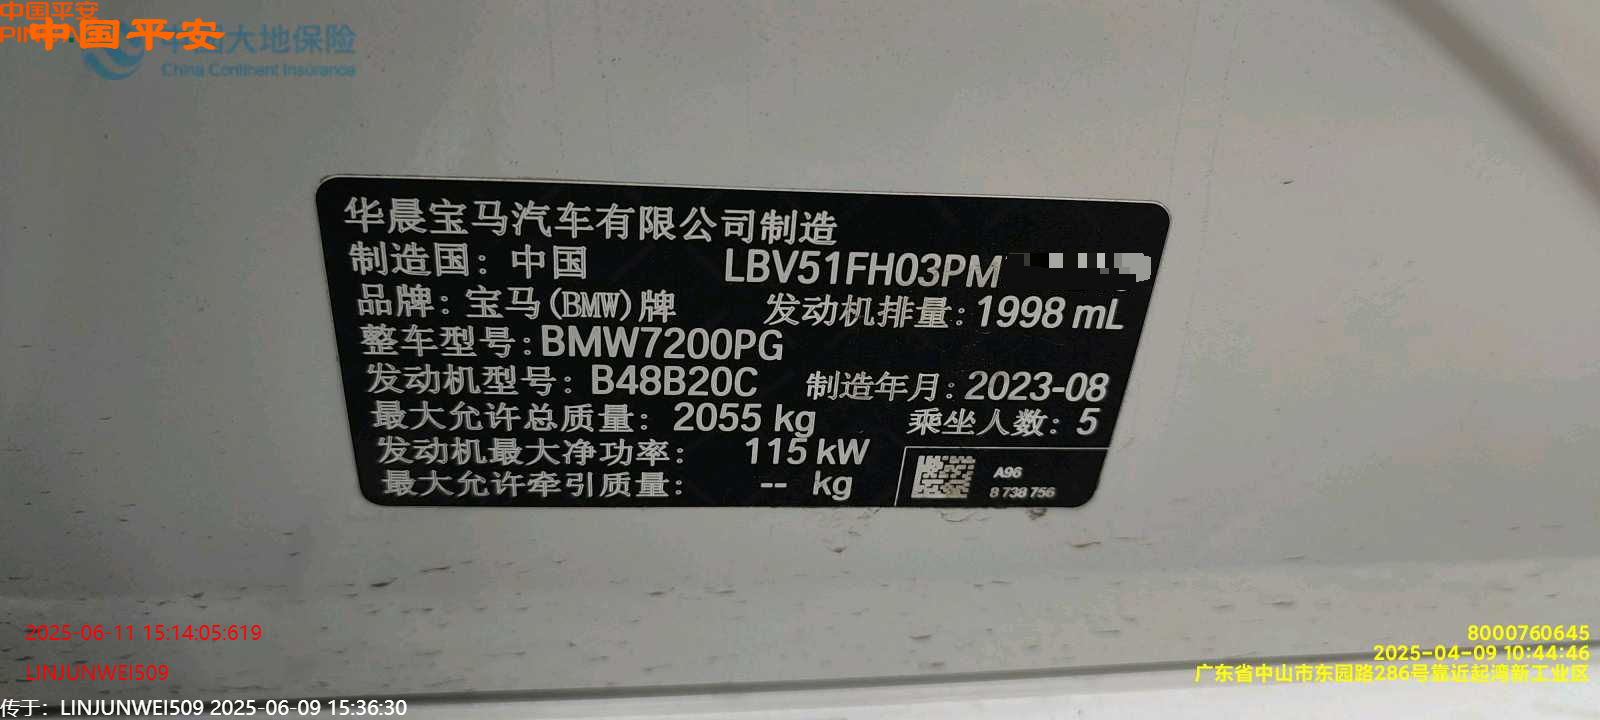 中国平安
中国平安
中国大地保险
China Continent Insurance
华晨宝马汽车有限公司制造
制造国：中国 LBV51FH03PM
品牌：宝马(BMW)牌 发动机排量：1998 mL
整车型号：BMW7200PG
发动机型号：B48B20C 制造年月：2023-08
最大允许总质量：2055 kg 乘坐人数：5
发动机最大净功率：115 kW
最大允许牵引质量：-- kg
A96
8 738 756
2025-06-11 15:14:05:619
LINJUNWEI509
传于：LINJUNWEI509 2025-06-09 15:36:30
8000760645
2025-04-09 10:44:46
广东省中山市东园路286号靠近起湾新工业区